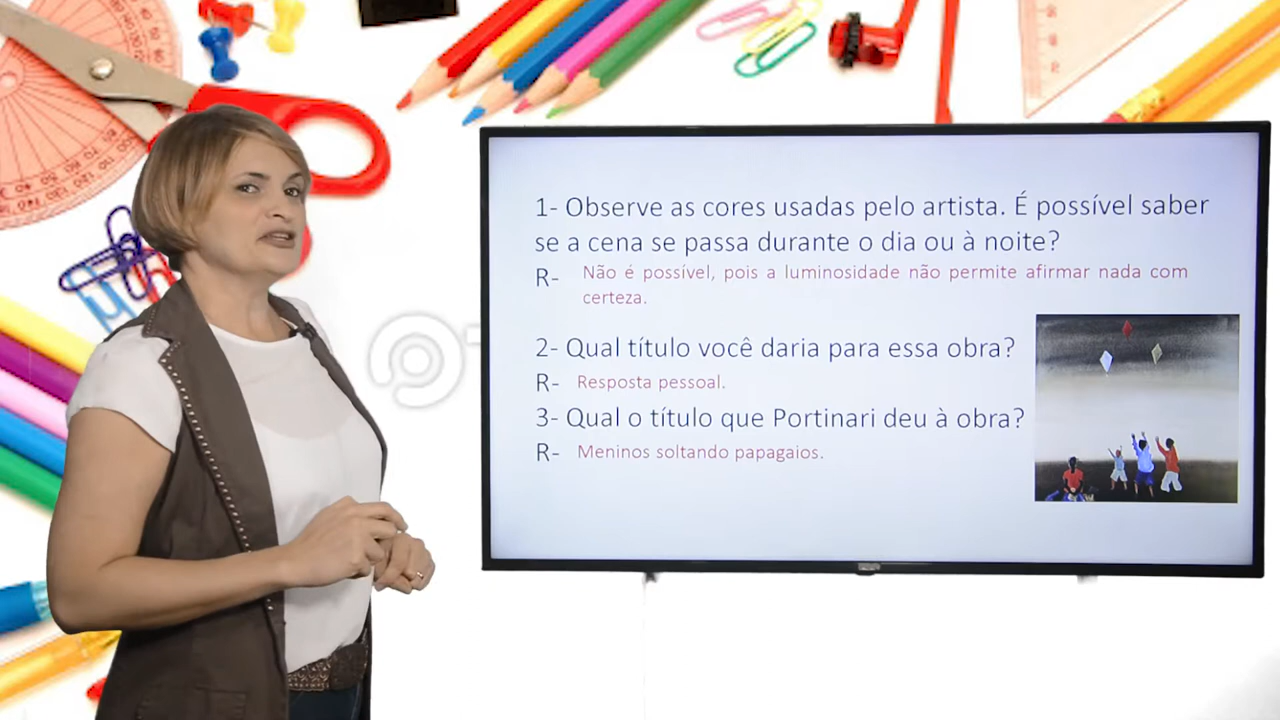 1- Observe as cores usadas pelo artista. É possível saber
se a cena se passa durante o dia ou à noite?
R- Não é possível, pois a luminosidade não permite afirmar nada com
certeza.
2- Qual título você daria para essa obra?
R- Resposta pessoal.
3- Qual o título que Portinari deu à obra?
R- Meninos soltando papagaios.